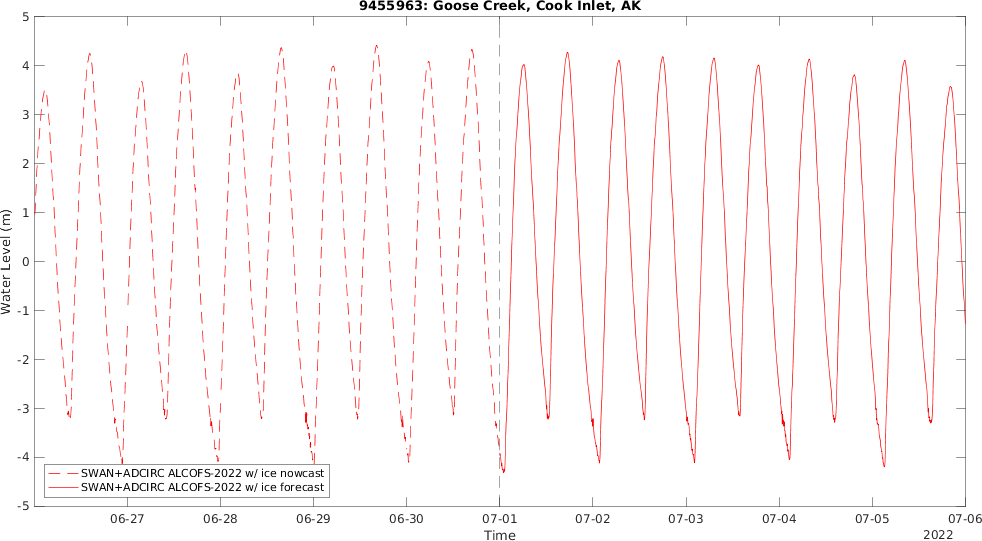 9455963: Goose Creek, Cook Inlet, AK
5
4
3
2
1
0
-1
-2
-3
-4
-5
Water Level (m)
SWAN+ADCIRC ALCOFS-2022 w/ ice nowcast
SWAN+ADCIRC ALCOFS-2022 w/ ice forecast
06-27 06-28 06-29 06-30 07-01 07-02 07-03 07-04 07-05 07-06
Time
2022